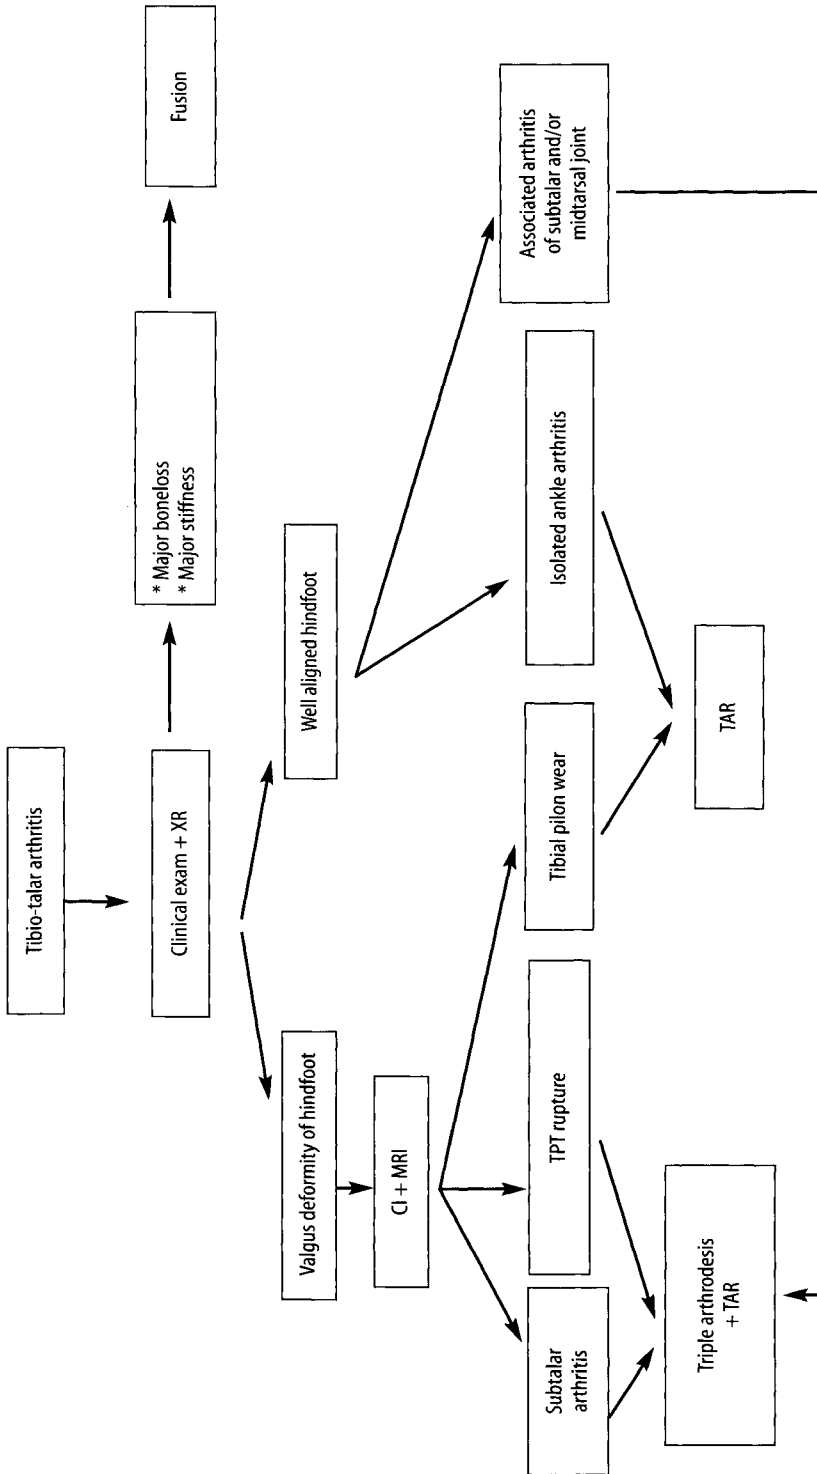 Tibio-talar arthritis
Clinical exam + XR
* Major boneloss
* Major stiffness
Fusion
Valgus deformity of hindfoot
Well aligned hindfoot
CI + MRI
Subtalar
arthritis
TPT rupture
Tibial pilon wear
Isolated ankle arthritis
Associated arthritis
of subtalar and/or
midtarsal joint
Triple arthrodesis
+ TAR
TAR